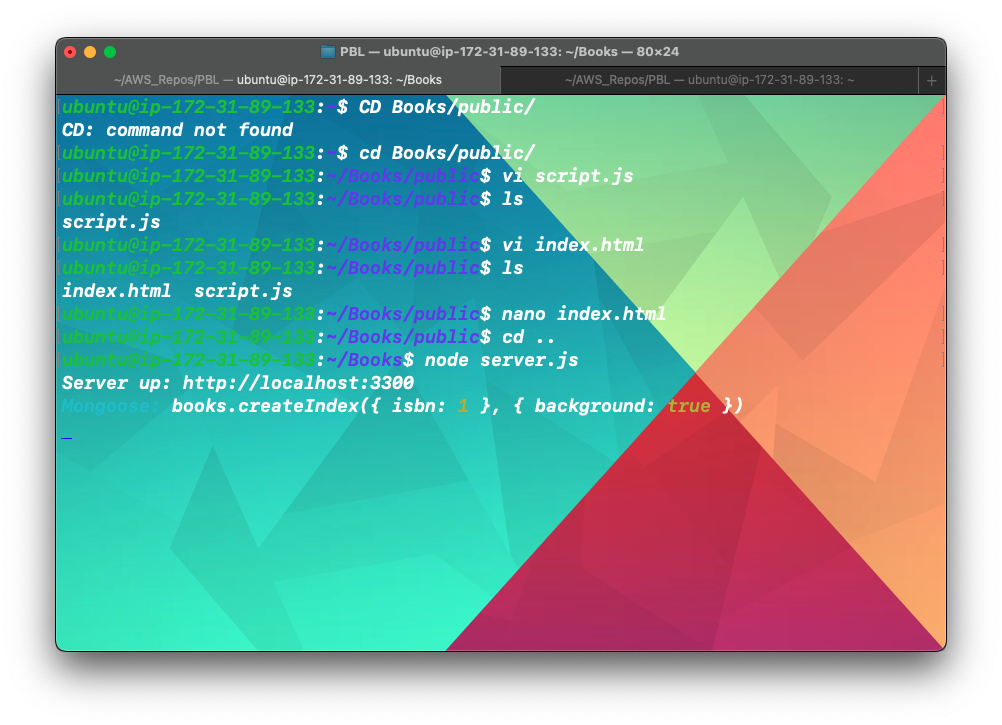 PBL — ubuntu@ip-172-31-89-133: ~/Books — 80×24
~/AWS_Repos/PBL — ubuntu@ip-172-31-89-133: ~/Books
~/AWS_Repos/PBL — ubuntu@ip-172-31-89-133: ~
+
ubuntu@ip-172-31-89-133:~$ CD Books/public/
CD: command not found
ubuntu@ip-172-31-89-133:~$ cd Books/public/
ubuntu@ip-172-31-89-133:~/Books/public$ vi script.js
ubuntu@ip-172-31-89-133:~/Books/public$ ls
script.js
ubuntu@ip-172-31-89-133:~/Books/public$ vi index.html
ubuntu@ip-172-31-89-133:~/Books/public$ ls
index.html  script.js
ubuntu@ip-172-31-89-133:~/Books/public$ nano index.html
ubuntu@ip-172-31-89-133:~/Books/public$ cd ..
ubuntu@ip-172-31-89-133:~/Books$ node server.js
Server up: http://localhost:3300
Mongoose: books.createIndex({ isbn: 1 }, { background: true })